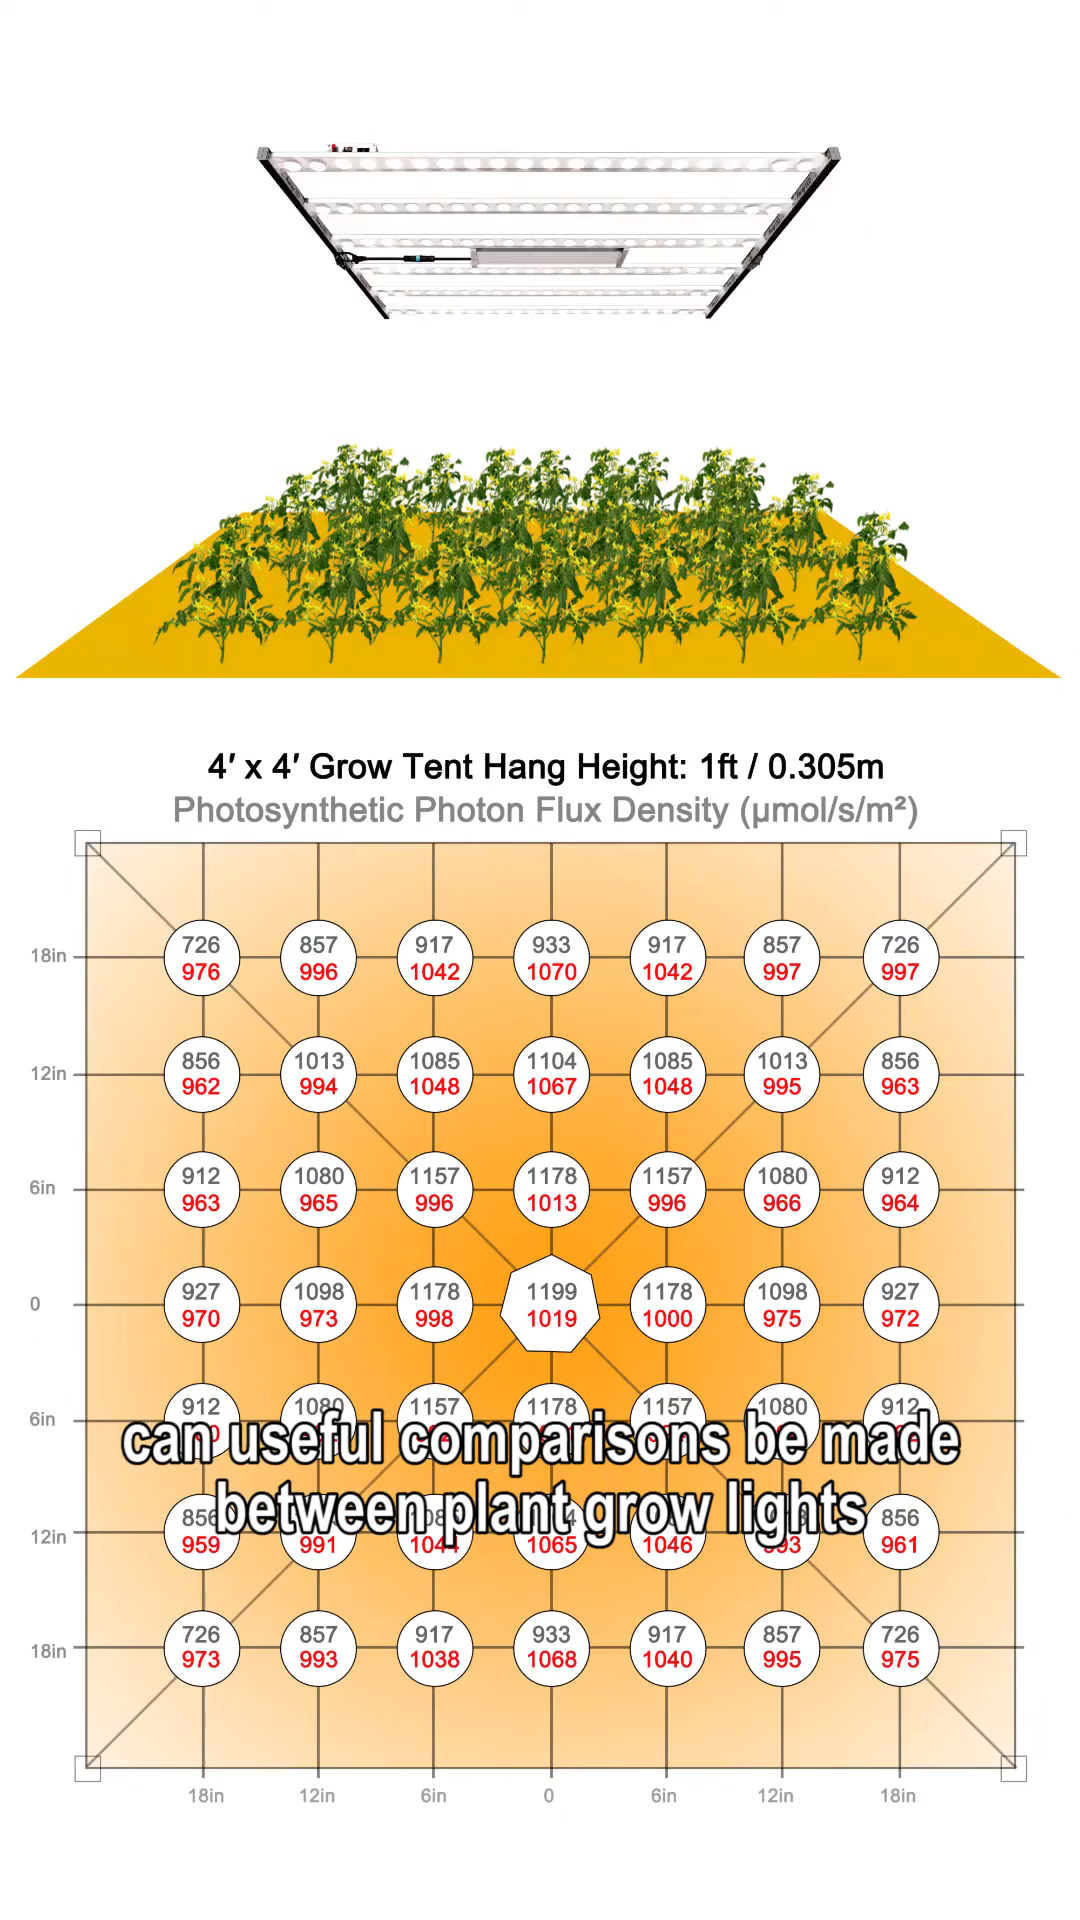 4′ x 4′ Grow Tent Hang Height: 1ft / 0.305m
Photosynthetic Photon Flux Density (µmol/s/m²)
18in 726 857 917 933 917 857 726
976 996 1042 1070 1042 997 997
12in 856 1013 1085 1104 1085 1013 856
962 994 1048 1067 1048 995 963
6in 912 1080 1157 1178 1157 1080 912
963 965 996 1013 996 966 964
0 927 1098 1178 1199 1178 1098 927
970 973 998 1019 1000 975 972
6in 912 1080 1157 1178 1157 1080 912
can useful comparisons be made
between plant grow lights
12in 856 856
959 991 1044 1065 1046 993 961
18in 726 857 917 933 917 857 726
973 993 1038 1068 1040 995 975
18in 12in 6in 0 6in 12in 18in